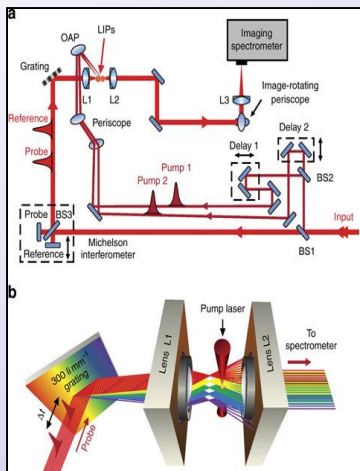 a
LIPs
OAP
Imaging
spectrometer
Grating
L1
L2
L3
Image-rotating
periscope
Reference
Periscope
Probe
Delay 2
Delay 1
Pump 1
Pump 2
BS2
Probe
BS3
Input
Reference
Michelson
interferometer
BS1
b
Pump laser
Lens L1
Lens L2
To
spectrometer
300 li mm⁻¹
grating
Δt
Probe